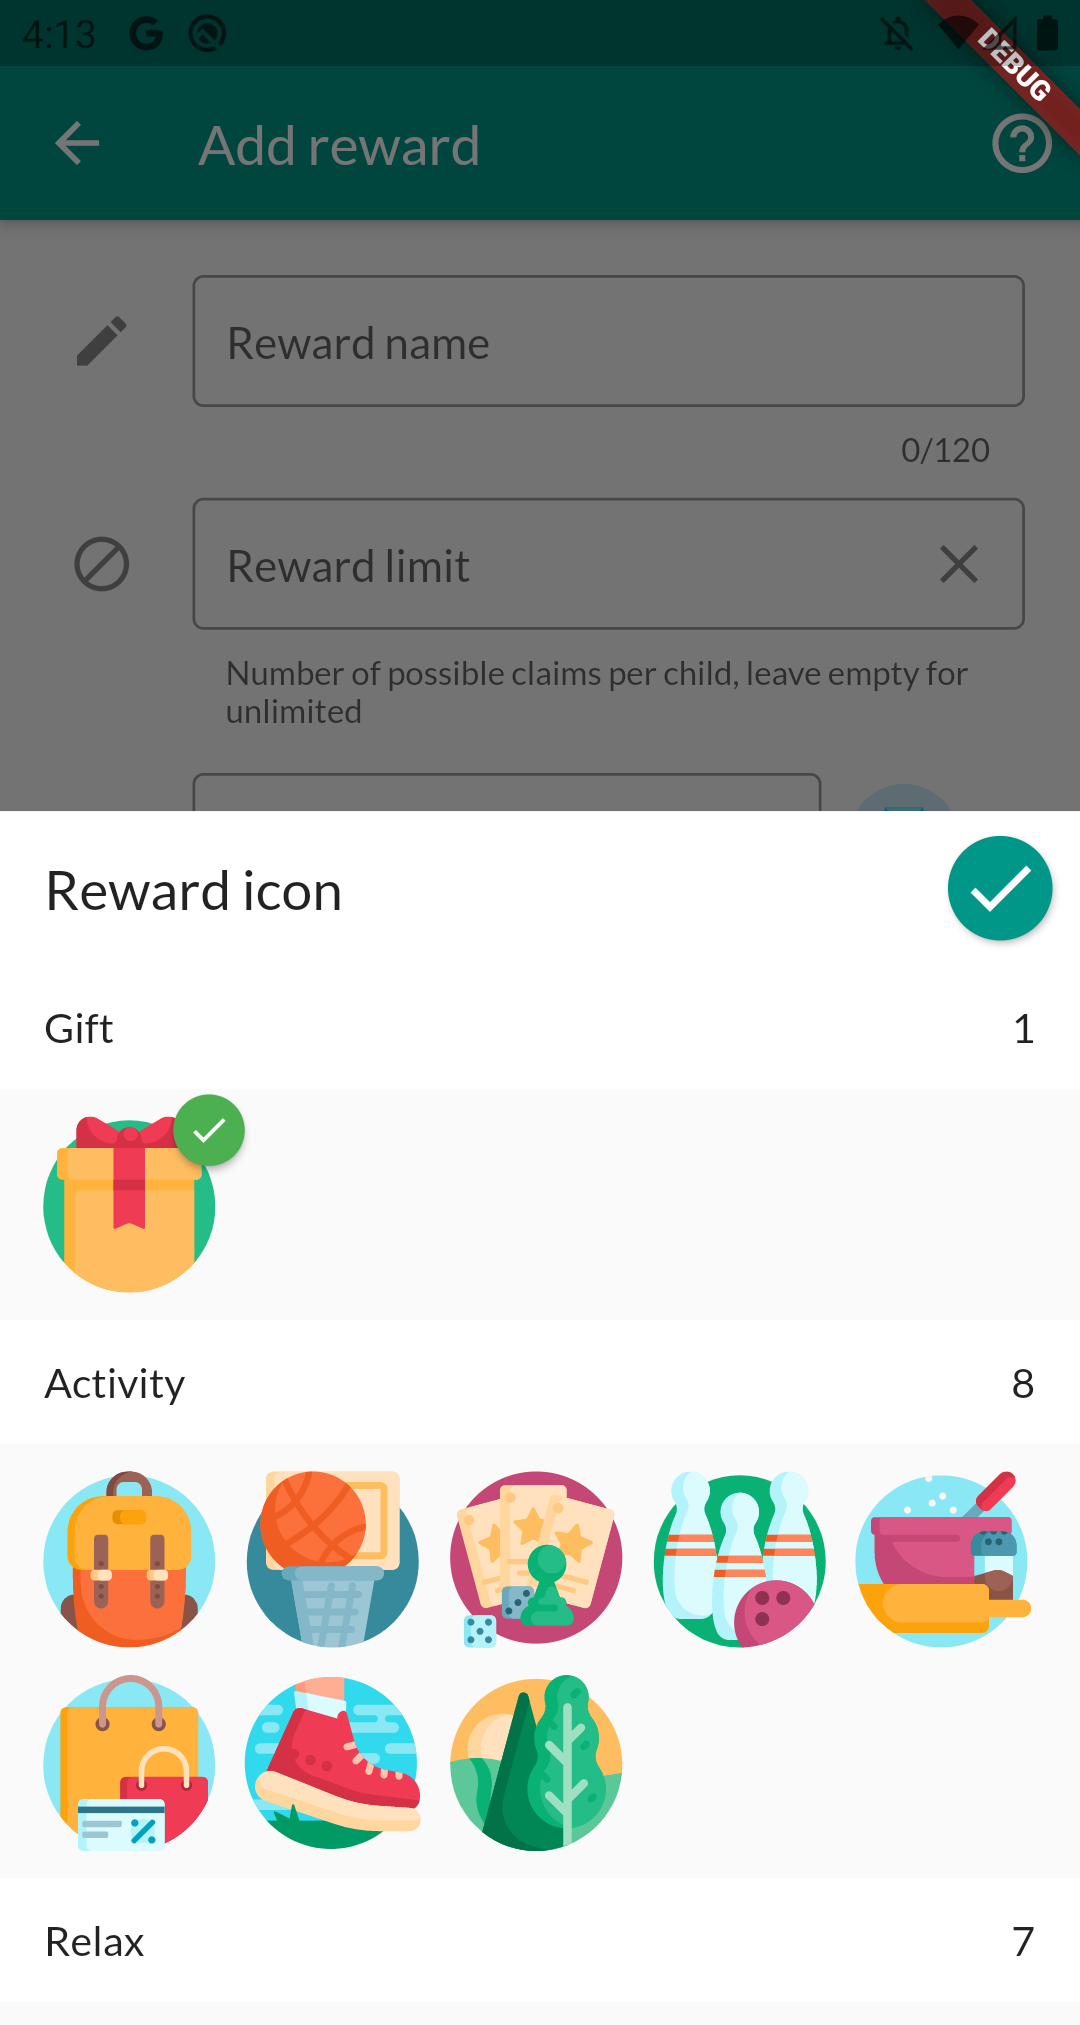 4:13
DEBUG
Add reward
Reward name
0/120
Reward limit
Number of possible claims per child, leave empty for
unlimited
Reward icon
Gift 1
Activity 8
Relax 7